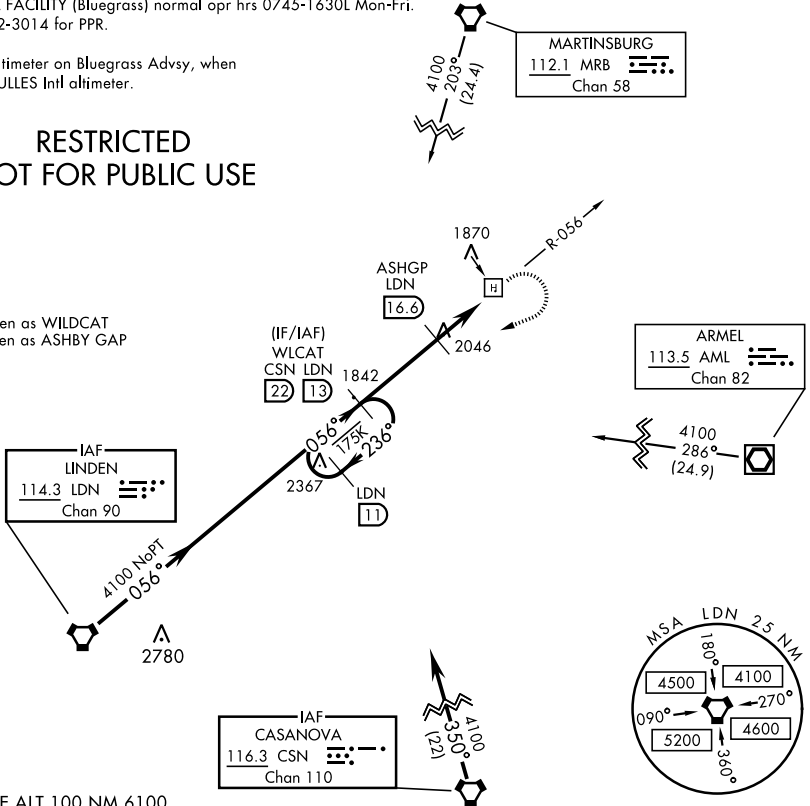 FACILITY (Bluegrass) normal opr hrs 0745-1630L Mon-Fri.
2-3014 for PPR.
timeter on Bluegrass Advsy, when
ULLES Intl altimeter.
RESTRICTED
OT FOR PUBLIC USE
4100
203°
(24.4)
MARTINSBURG
112.1 MRB
Chan 58
1870
R-056
H
ASHGP
LDN
16.6
2046
en as WILDCAT
en as ASHBY GAP
(IF/IAF)
WLCAT
CSN LDN
22 13
1842
056°
175K
236°
2367
LDN
11
ARMEL
113.5 AML
Chan 82
4100
286°
(24.9)
IAF
LINDEN
114.3 LDN
Chan 90
4100 NoPT
056°
2780
MSA LDN 25 NM
180°
4500
4100
270°
090°
4600
5200
360°
IAF
CASANOVA
116.3 CSN
Chan 110
4100
350°
(22)
E ALT 100 NM 6100